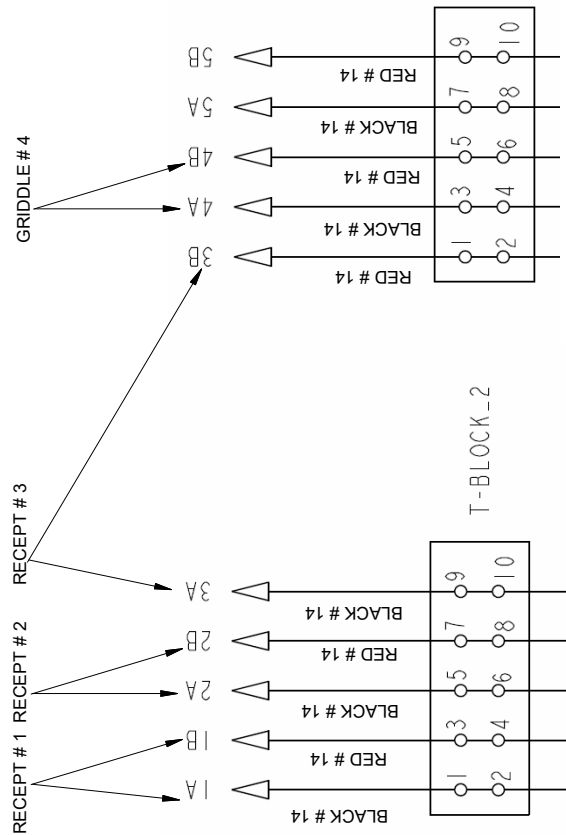 GRIDDLE # 4
RECEPT # 3
RECEPT # 2
RECEPT # 1
5B
RED # 14
9
10
5A
BLACK # 14
7
8
4B
RED # 14
5
6
4A
BLACK # 14
3
4
3B
RED # 14
1
2
T-BLOCK_2
3A
BLACK # 14
9
10
2B
RED # 14
7
8
2A
BLACK # 14
5
6
1B
RED # 14
3
4
1A
BLACK # 14
1
2